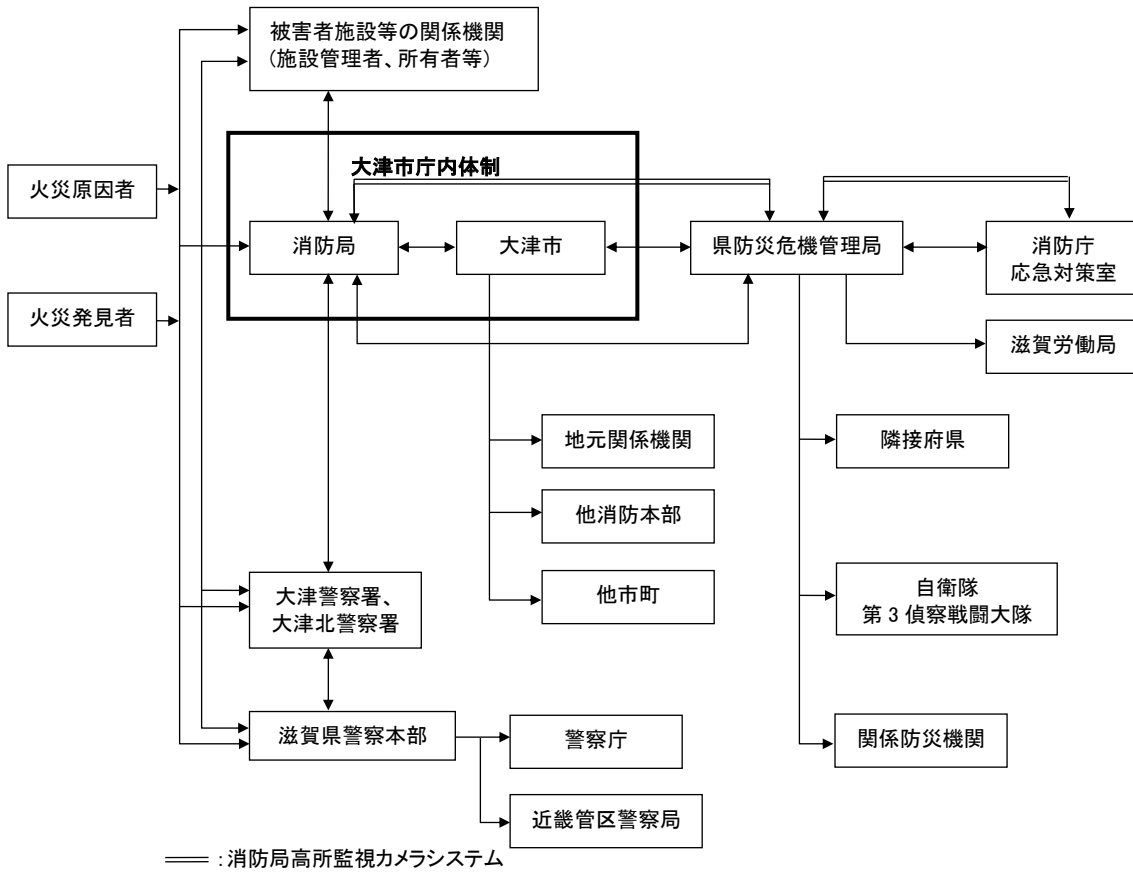 被害者施設等の関係機関
(施設管理者、所有者等)
大津市庁内体制
火災原因者
消防局
大津市
県防災危機管理局
消防庁
応急対策室
火災発見者
滋賀労働局
地元関係機関
隣接府県
他消防本部
他市町
大津警察署、
大津北警察署
自衛隊
第3偵察戦闘大隊
滋賀県警察本部
警察庁
関係防災機関
近畿管区警察局
:消防局高所監視カメラシステム